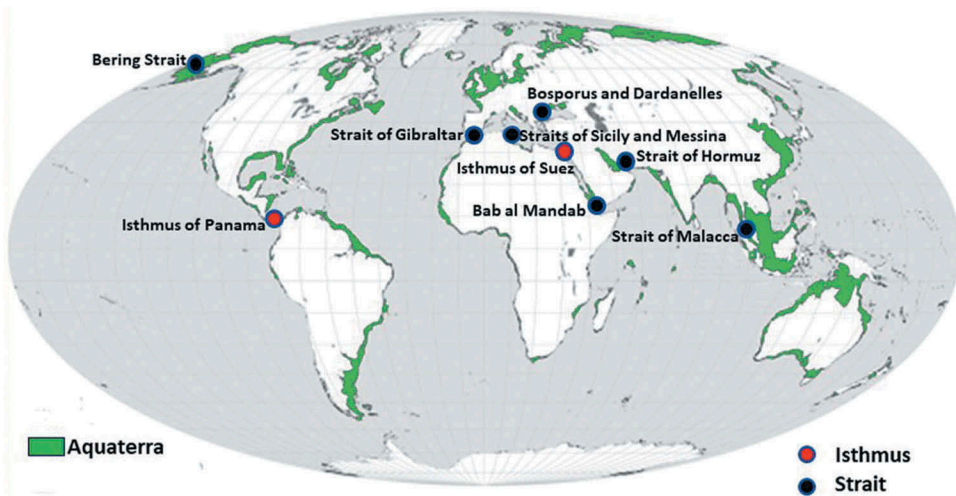 Bering Strait
Bosporus and Dardanelles
Strait of Gibraltar
Straits of Sicily and Messina
Strait of Hormuz
Isthmus of Suez
Bab al Mandab
Isthmus of Panama
Strait of Malacca
Aquaterra
Isthmus
Strait